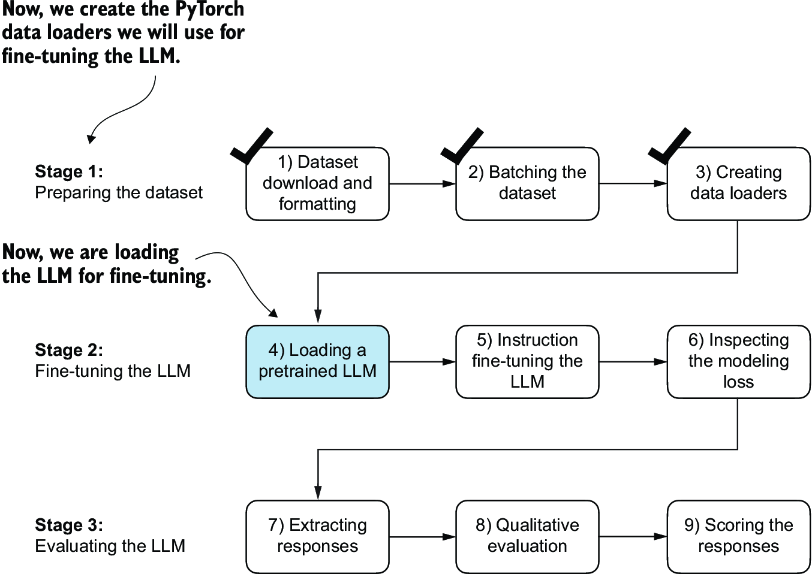 Now, we create the PyTorch
data loaders we will use for
fine-tuning the LLM.
Stage 1:
Preparing the dataset
1) Dataset
download and
formatting
2) Batching the
dataset
3) Creating
data loaders
Now, we are loading
the LLM for fine-tuning.
Stage 2:
Fine-tuning the LLM
4) Loading a
pretrained LLM
5) Instruction
fine-tuning the
LLM
6) Inspecting
the modeling
loss
Stage 3:
Evaluating the LLM
7) Extracting
responses
8) Qualitative
evaluation
9) Scoring the
responses